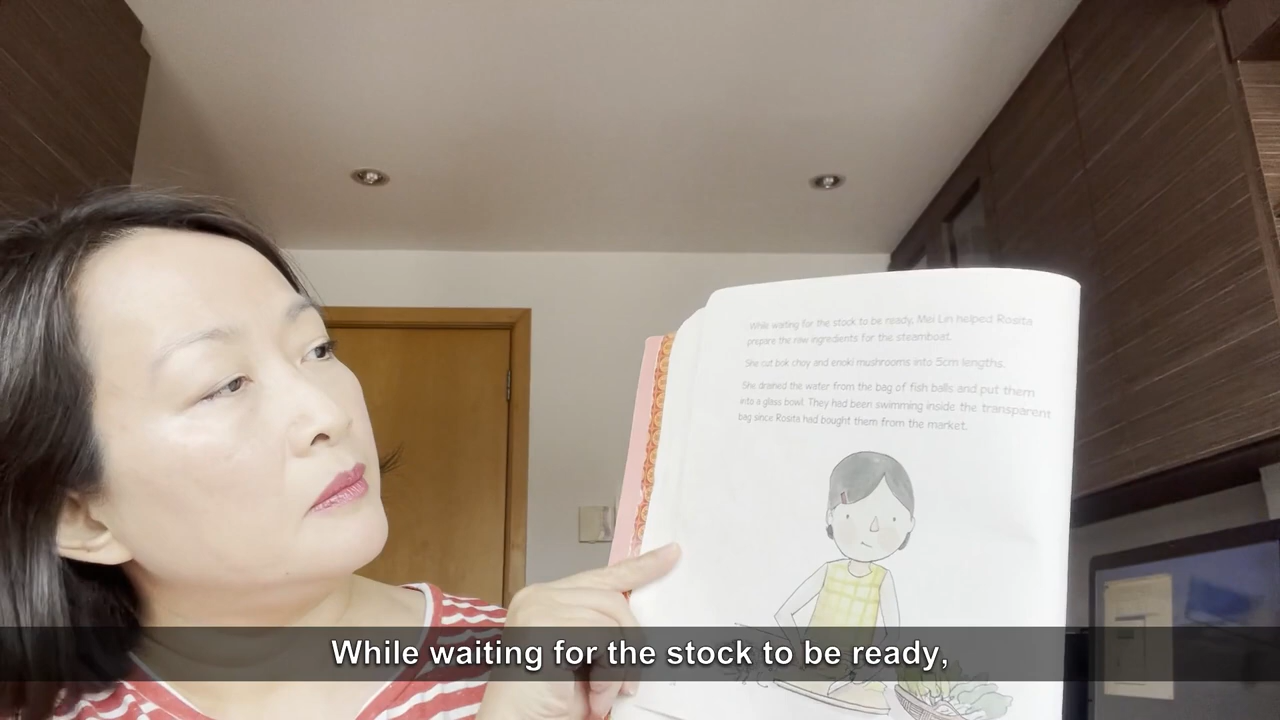 While waiting for the stock to be ready, Mei Lin helped Rosita
prepare the raw ingredients for the steamboat.
She cut bok choy and enoki mushrooms into 5cm lengths.
She drained the water from the bag of fish balls and put them
into a glass bowl. They had been swimming inside the transparent
bag since Rosita had bought them from the market.
While waiting for the stock to be ready,